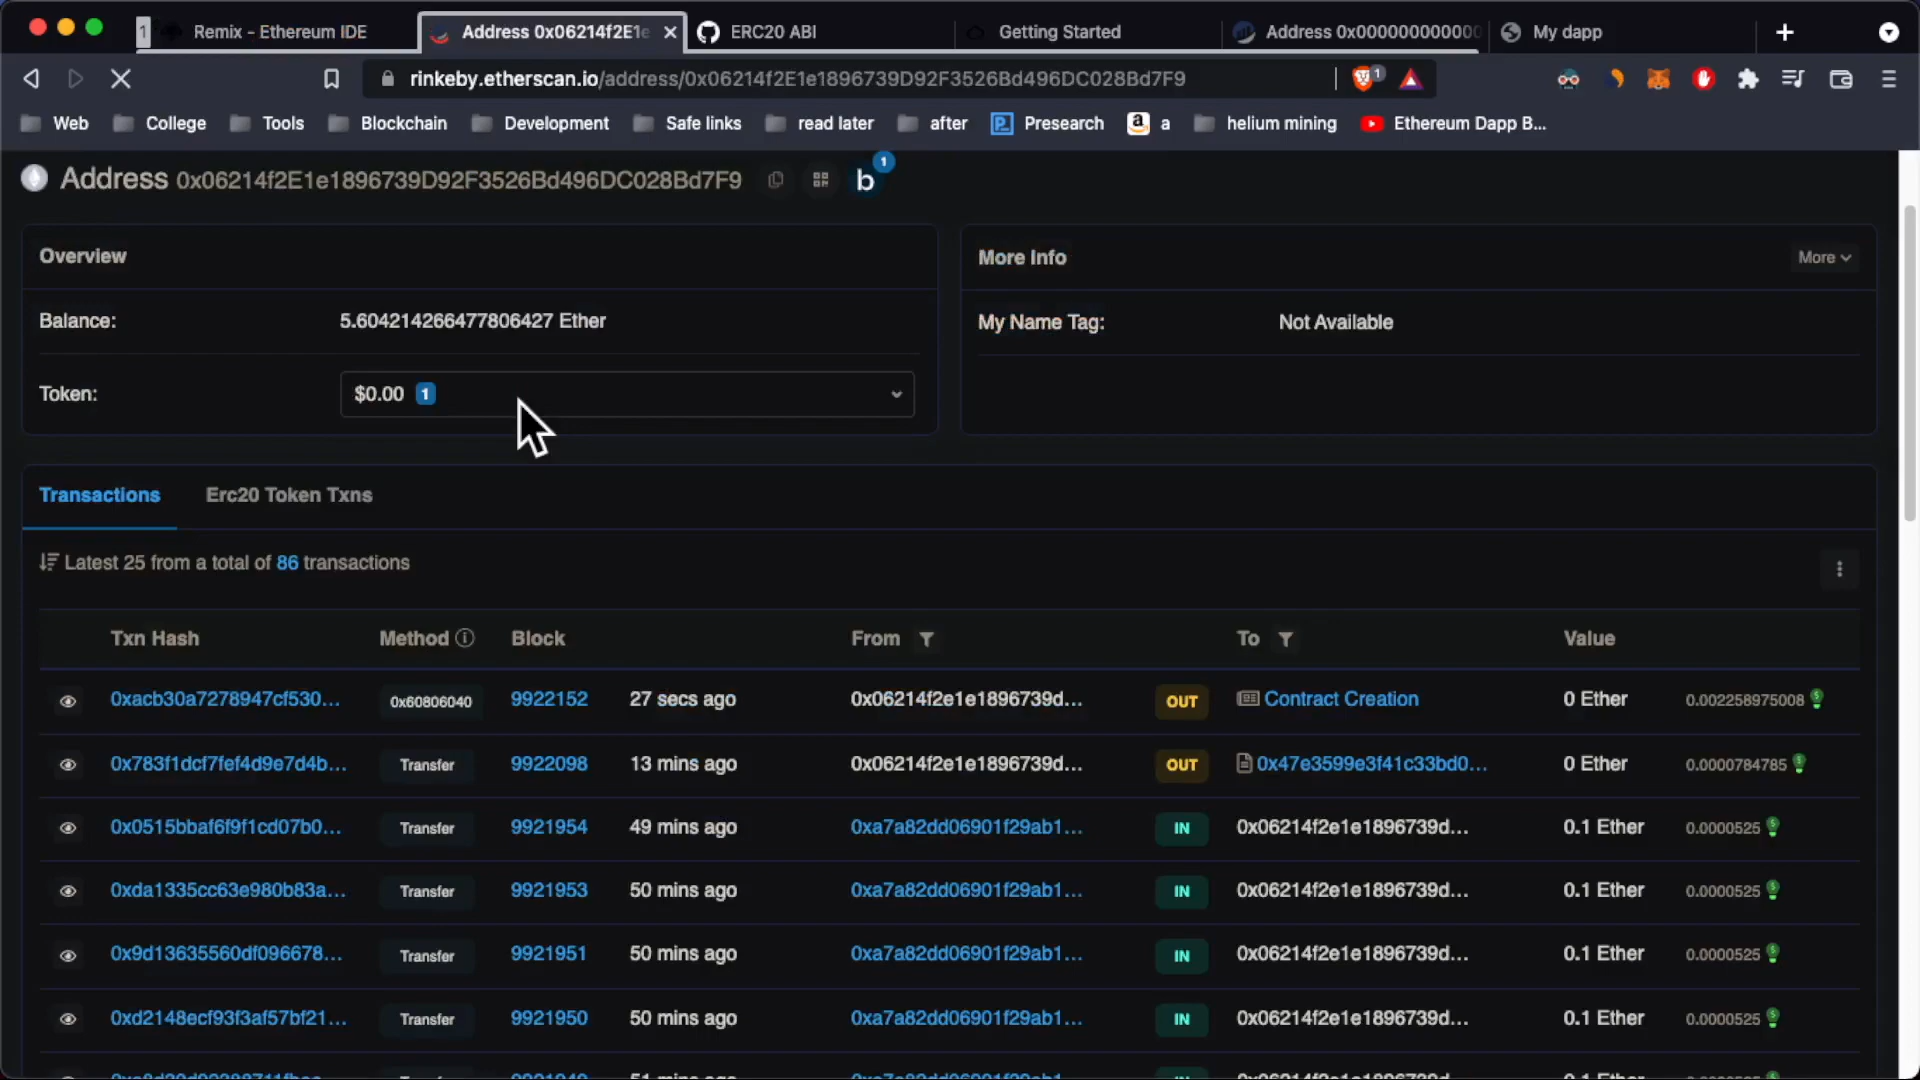 1 Remix - Ethereum IDE
Address 0x06214f2E1e
ERC20 ABI
Getting Started
Address 0x000000000000
My dapp
rinkeby.etherscan.io/address/0x06214f2E1e1896739D92F3526Bd496DC028Bd7F9
1
Web College Tools Blockchain Development Safe links read later after Presearch a helium mining Ethereum Dapp B...
Address 0x06214f2E1e1896739D92F3526Bd496DC028Bd7F9
b 1
Overview
Balance: 5.604214266477806427 Ether
Token: $0.00 1
More Info More
My Name Tag: Not Available
Transactions Erc20 Token Txns
Latest 25 from a total of 86 transactions
Txn Hash Method Block From To Value
0xacb30a7278947cf530... 0x60806040 9922152 27 secs ago 0x06214f2e1e1896739d... OUT Contract Creation 0 Ether 0.002258975008
0x783f1dcf7fef4d9e7d4b... Transfer 9922098 13 mins ago 0x06214f2e1e1896739d... OUT 0x47e3599e3f41c33bd0... 0 Ether 0.0000784785
0x0515bbaf6f9f1cd07b0... Transfer 9921954 49 mins ago 0xa7a82dd06901f29ab1... IN 0x06214f2e1e1896739d... 0.1 Ether 0.0000525
0xda1335cc63e980b83a... Transfer 9921953 50 mins ago 0xa7a82dd06901f29ab1... IN 0x06214f2e1e1896739d... 0.1 Ether 0.0000525
0x9d13635560df096678... Transfer 9921951 50 mins ago 0xa7a82dd06901f29ab1... IN 0x06214f2e1e1896739d... 0.1 Ether 0.0000525
0xd2148ecf93f3af57bf21... Transfer 9921950 50 mins ago 0xa7a82dd06901f29ab1... IN 0x06214f2e1e1896739d... 0.1 Ether 0.0000525